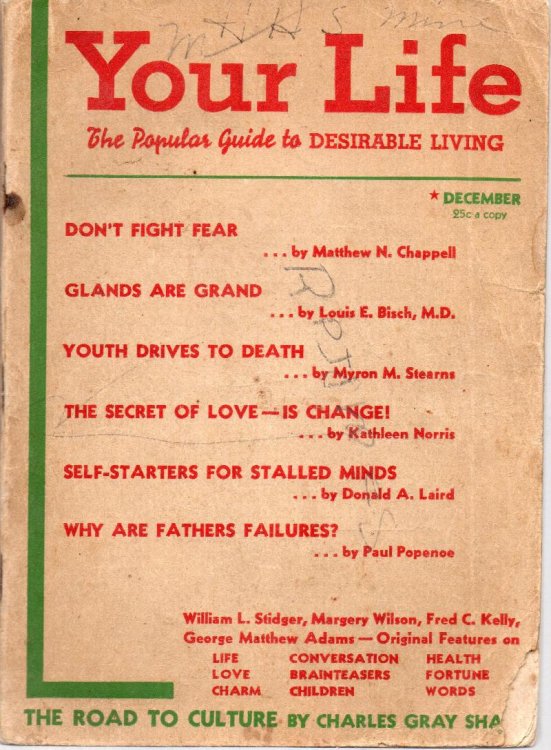 Your Life
The Popular Guide to DESIRABLE LIVING
* DECEMBER
25c a copy
DON'T FIGHT FEAR
... by Matthew N. Chappell
GLANDS ARE GRAND
... by Louis E. Bisch, M.D.
YOUTH DRIVES TO DEATH
... by Myron M. Stearns
THE SECRET OF LOVE—IS CHANGE!
... by Kathleen Norris
SELF-STARTERS FOR STALLED MINDS
... by Donald A. Laird
WHY ARE FATHERS FAILURES?
... by Paul Popenoe
William L. Stidger, Margery Wilson, Fred C. Kelly,
George Matthew Adams — Original Features on
LIFE CONVERSATION HEALTH
LOVE BRAINTEASERS FORTUNE
CHARM CHILDREN WORDS
THE ROAD TO CULTURE BY CHARLES GRAY SHA